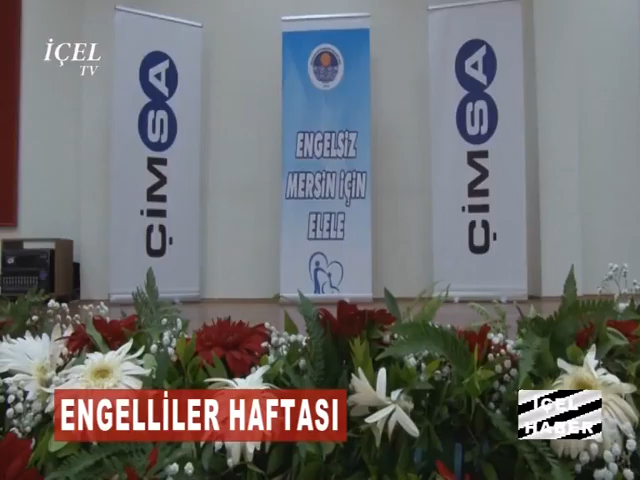 İÇEL
TV
ÇİMSA
ENGELSİZ
MERSİN İÇİN
ELELE
ÇİMSA
ENGELLİLER HAFTASI
İÇEL
HABER